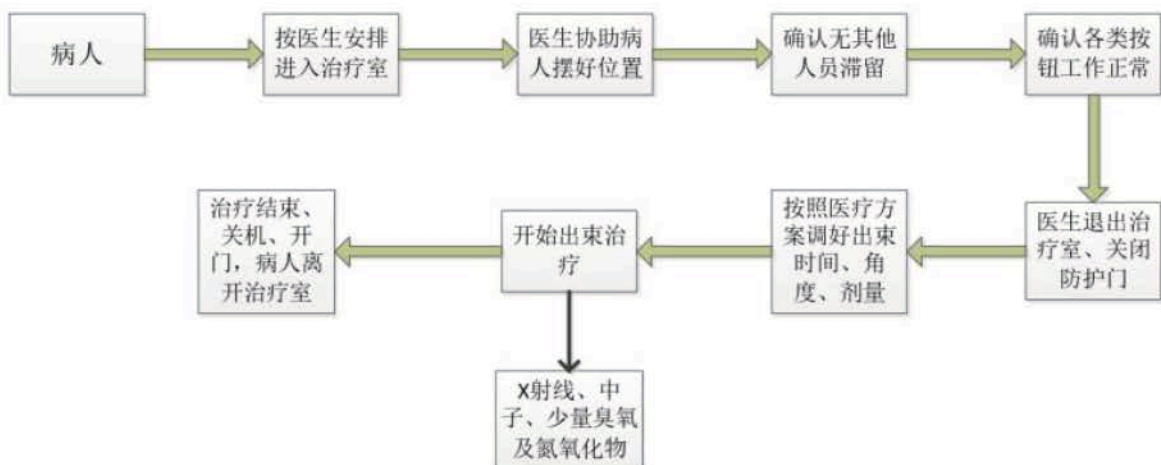 病人
按医生安排
进入治疗室
医生协助病
人摆好位置
确认无其他
人员滞留
确认各类按
钮工作正常
医生退出治
疗室、关闭
防护门
按照医疗方
案调好出束
时间、角
度、剂量
开始出束治
疗
治疗结束、
关机、开
门，病人离
开治疗室
X射线、中
子、少量臭氧
及氮氧化物